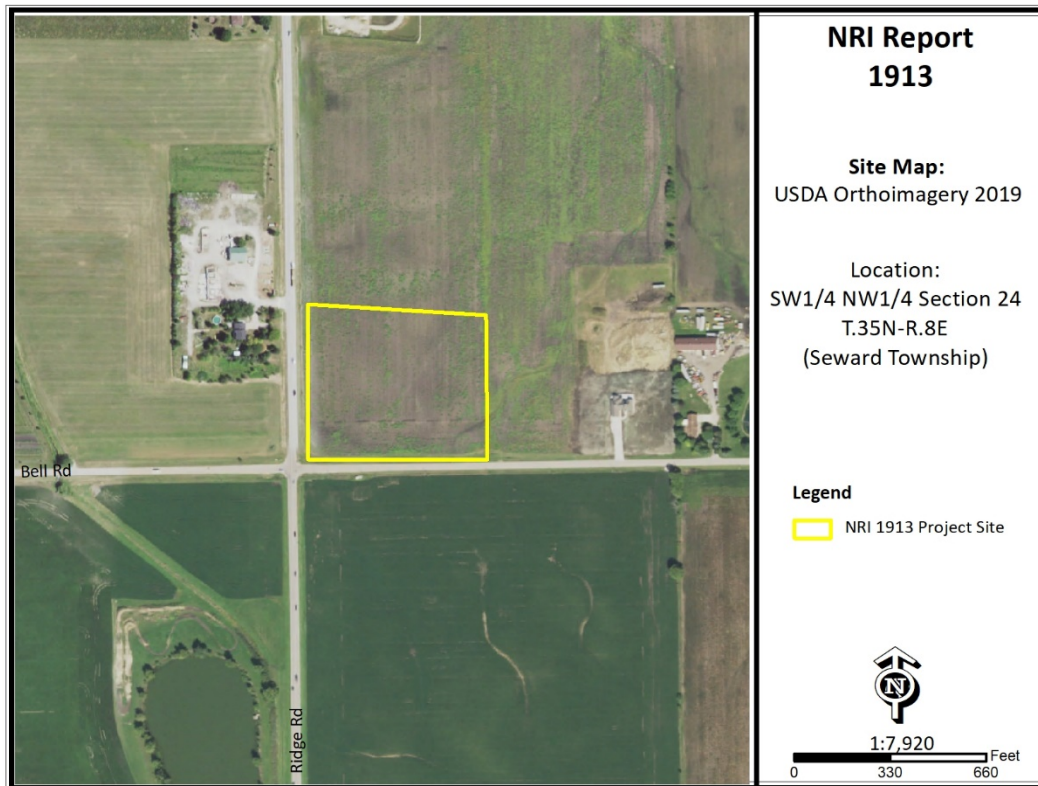 NRI Report
1913
Site Map:
USDA Orthoimagery 2019
Location:
SW1/4 NW1/4 Section 24
T.35N-R.8E
(Seward Township)
Bell Rd
Ridge Rd
Legend
NRI 1913 Project Site
N
1:7,920
Feet
0 330 660